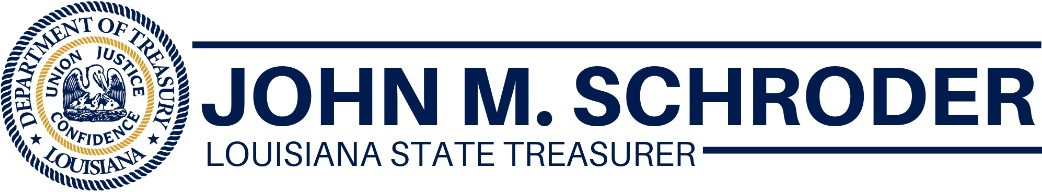 DEPARTMENT OF TREASURY
UNION JUSTICE
CONFIDENCE
LOUISIANA
JOHN M. SCHRODER
LOUISIANA STATE TREASURER